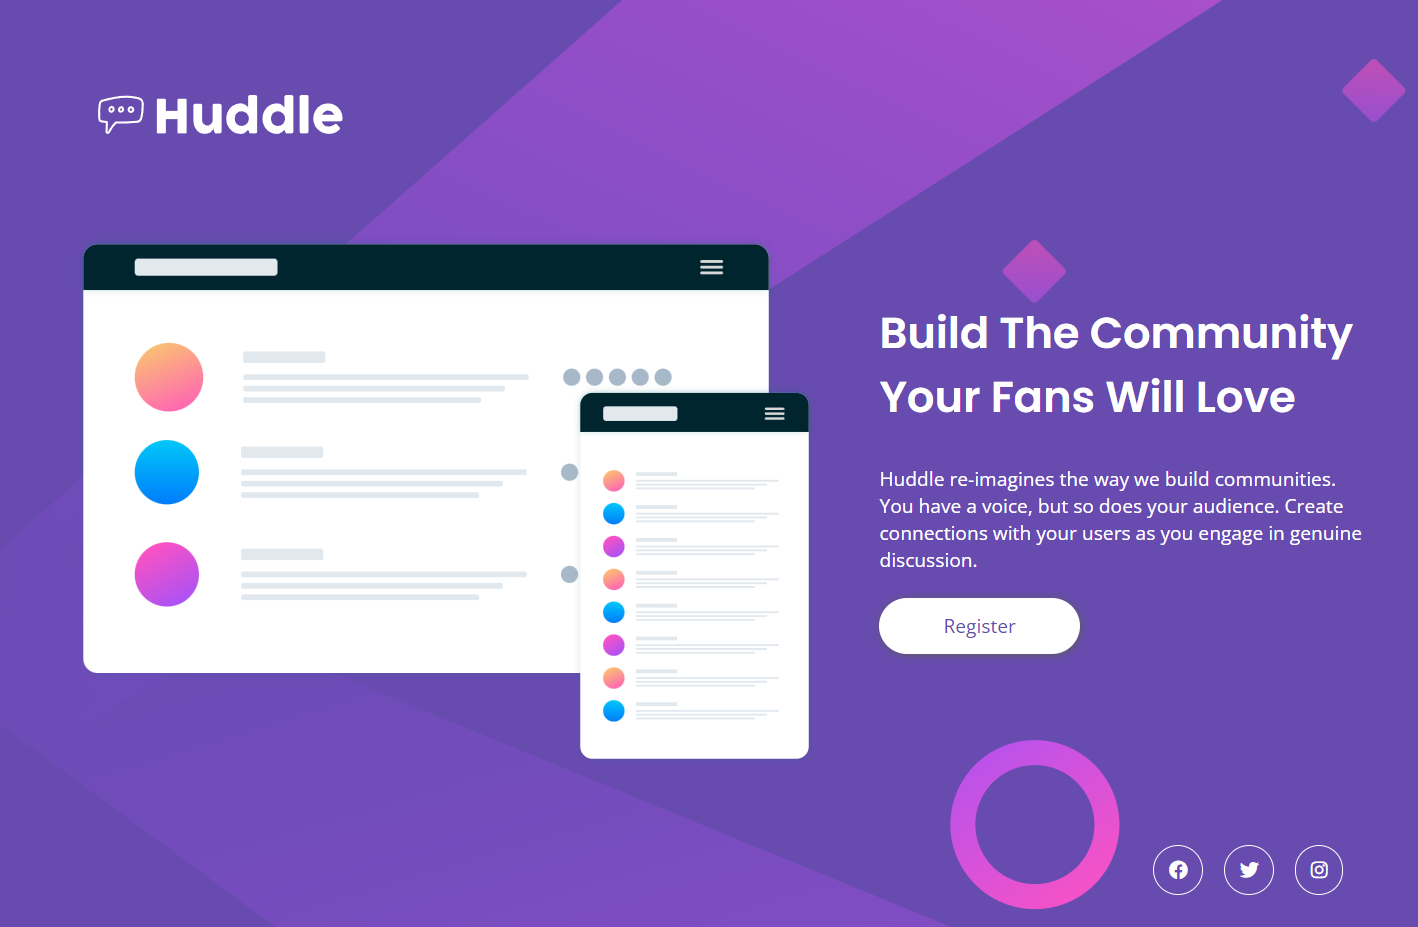 Huddle
Build The Community
Your Fans Will Love
Huddle re-imagines the way we build communities.
You have a voice, but so does your audience. Create
connections with your users as you engage in genuine
discussion.
Register